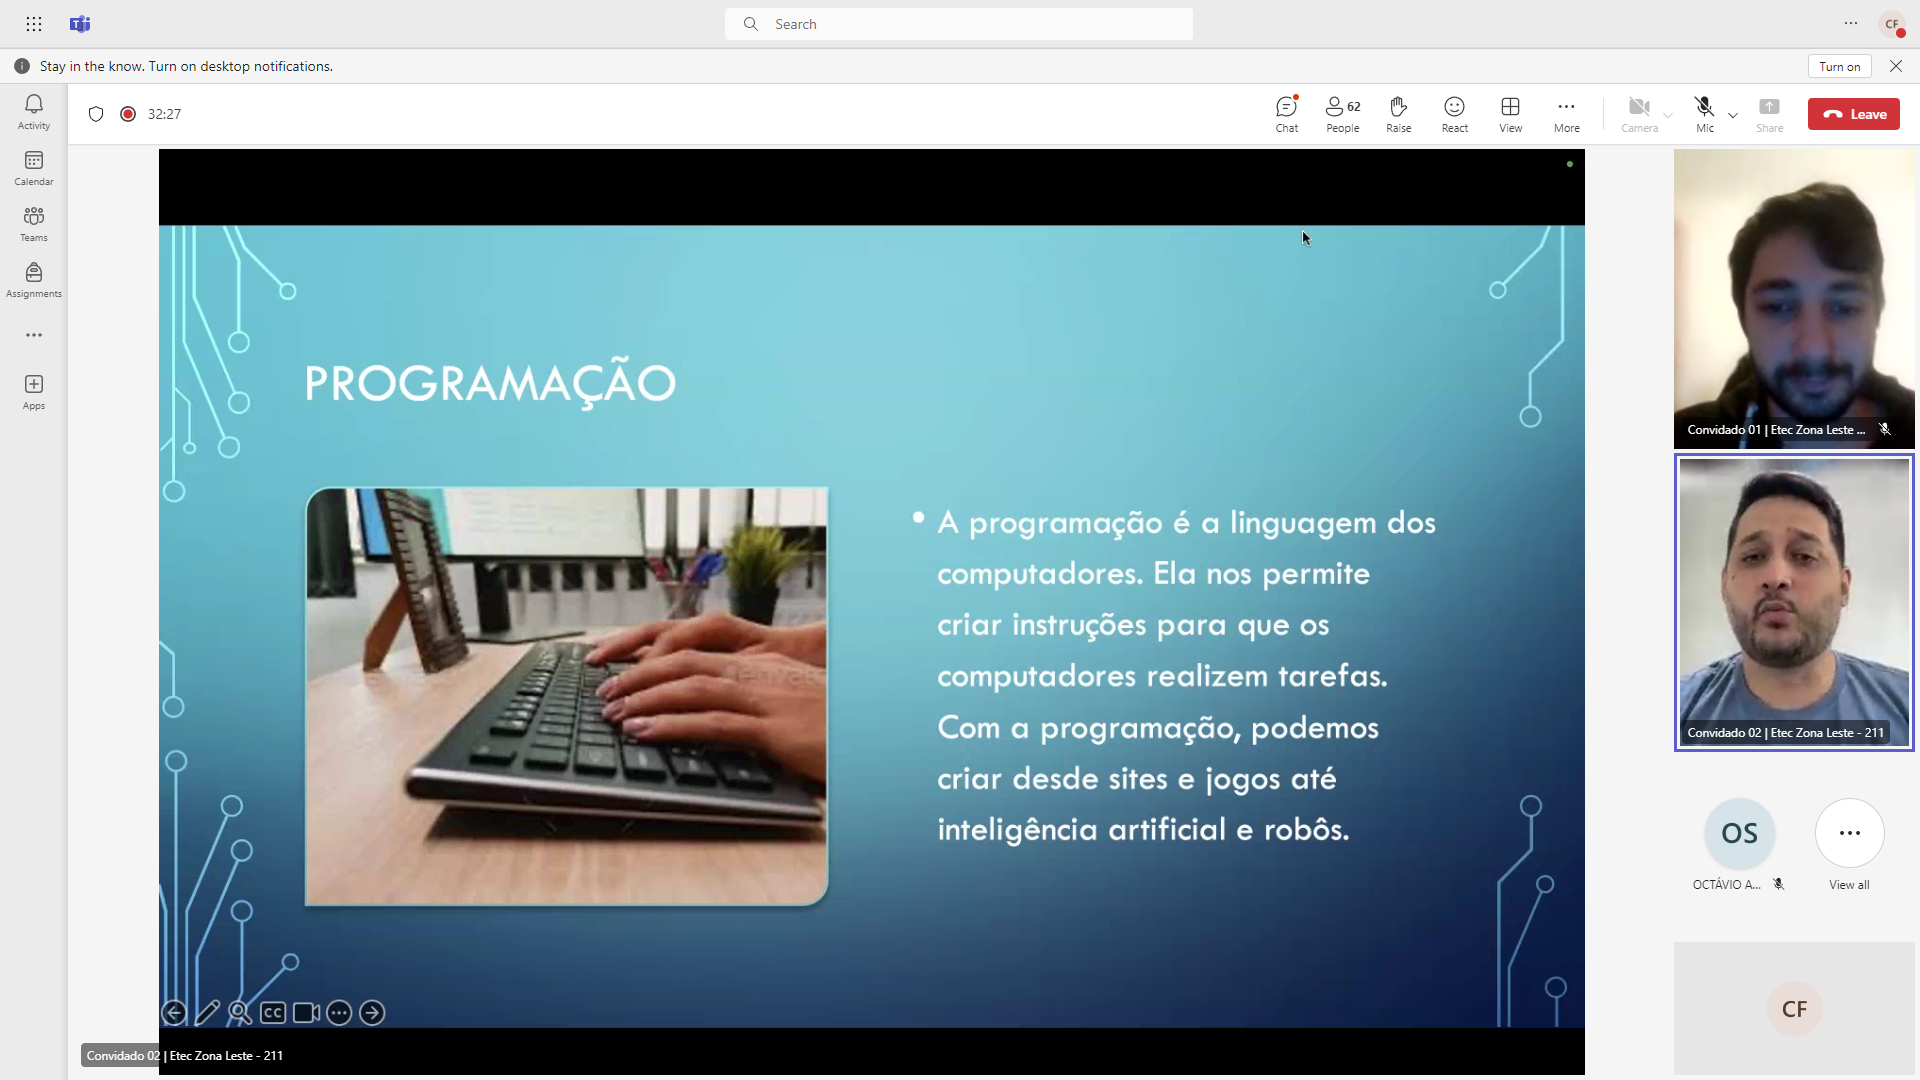 Search
CF
Stay in the know. Turn on desktop notifications.
Turn on
32:27
Chat
62
People
Raise
React
View
More
Camera
Mic
Share
Leave
Activity
Calendar
Teams
Assignments
Apps
PROGRAMAÇÃO
• A programação é a linguagem dos
computadores. Ela nos permite
criar instruções para que os
computadores realizem tarefas.
Com a programação, podemos
criar desde sites e jogos até
inteligência artificial e robôs.
envato
CC
Convidado 02 | Etec Zona Leste - 211
Convidado 01 | Etec Zona Leste ...
Convidado 02 | Etec Zona Leste - 211
OS
OCTÁVIO A...
View all
CF